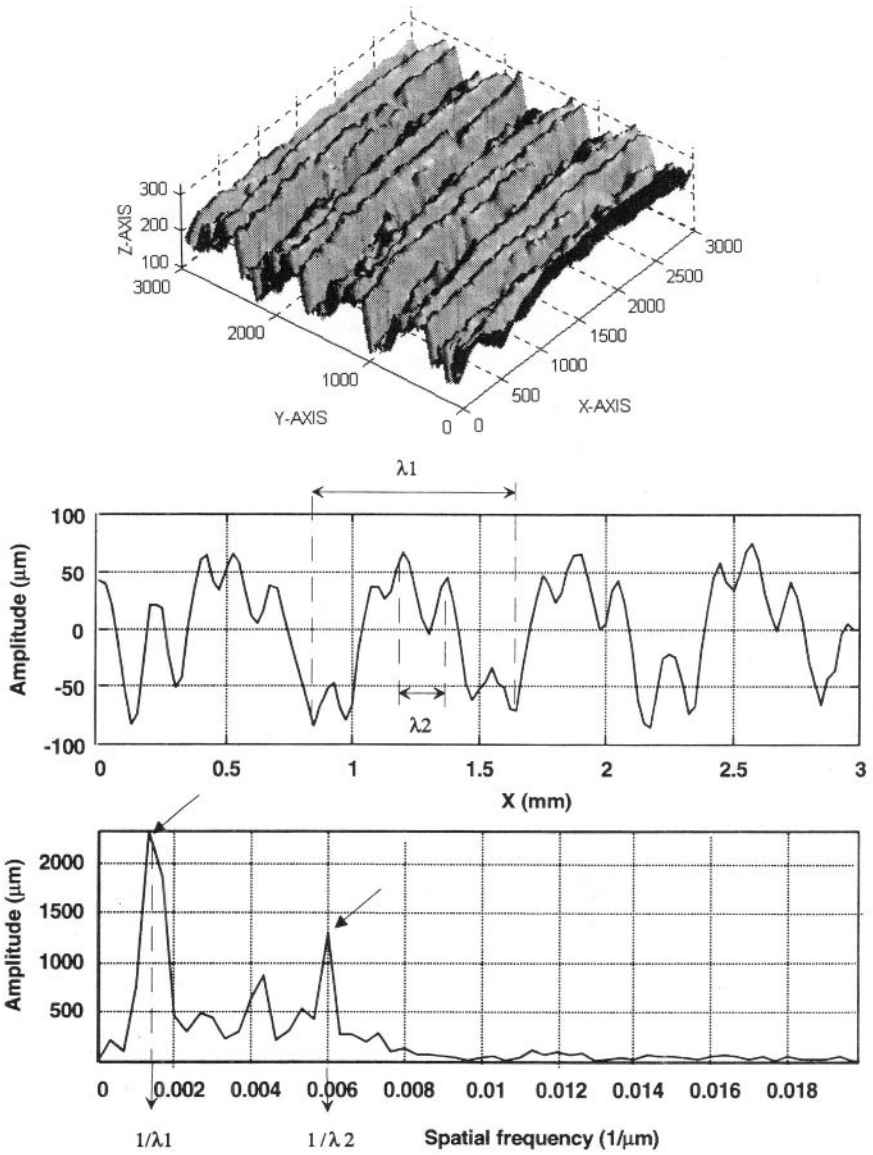 300
200
100
Z-AXIS
3000
2000
1000
0
Y-AXIS
0
500
1000
1500
2000
2500
3000
X-AXIS
λ1
100
50
0
-50
-100
Amplitude (µm)
λ2
0 0.5 1 1.5 2 2.5 3
X (mm)
2000
1500
1000
500
Amplitude (µm)
0 0.002 0.004 0.006 0.008 0.01 0.012 0.014 0.016 0.018
1/λ1 1/λ2 Spatial frequency (1/µm)